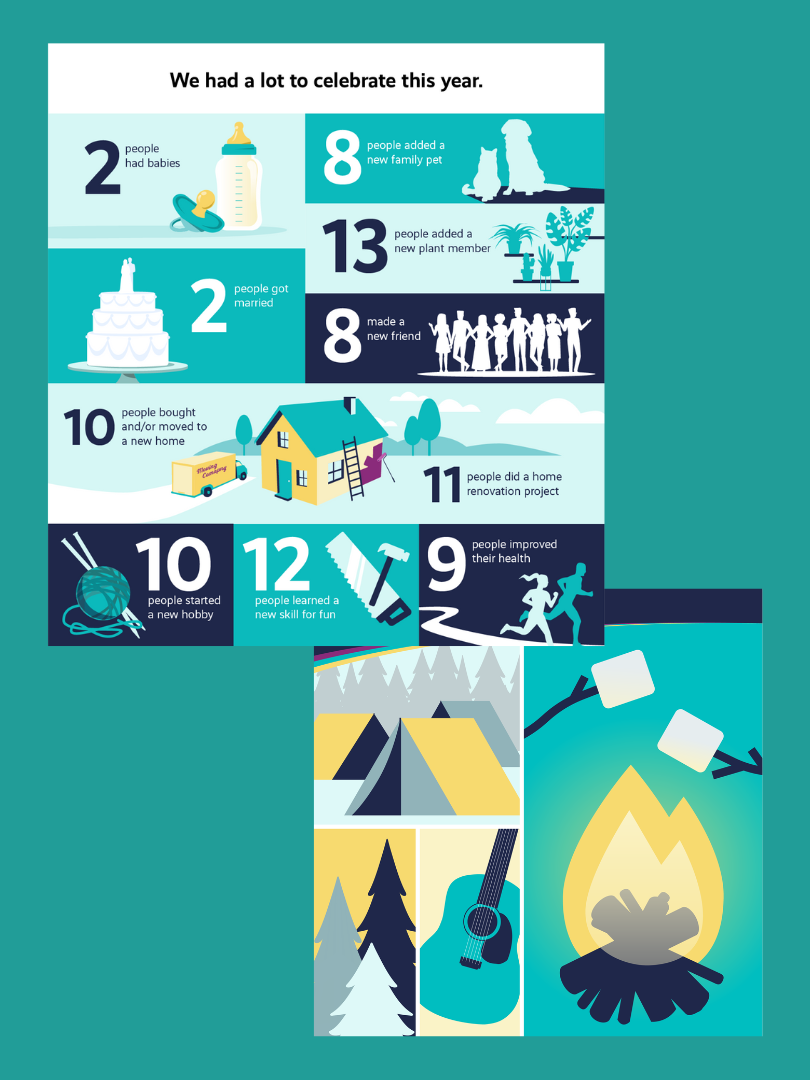 We had a lot to celebrate this year.
2
people
had babies
8
people added a
new family pet
13
people added a
new plant member
2
people got
married
8
made a
new friend
10
people bought
and/or moved to
a new home
Moving
Company
11
people did a home
renovation project
10
people started
a new hobby
12
people learned a
new skill for fun
9
people improved
their health